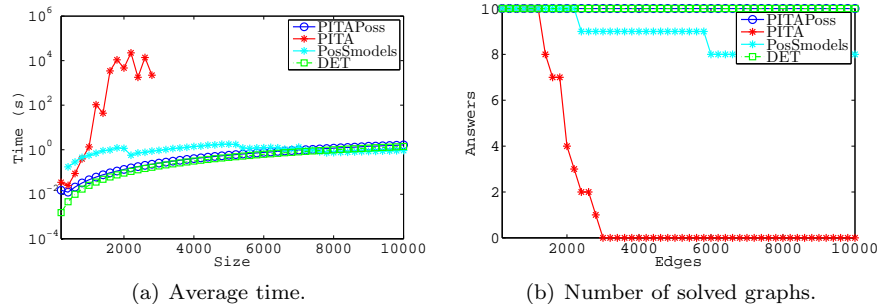 10^6
10^4
10^2
10^0
10^-2
10^-4
Time (s)
2000 4000 6000 8000 10000
Size
PITAPoss
PITA
PosSmodels
DET
(a) Average time.
10
8
6
4
2
0
Answers
2000 4000 6000 8000 10000
Edges
PITAPoss
PITA
PosSmodels
DET
(b) Number of solved graphs.